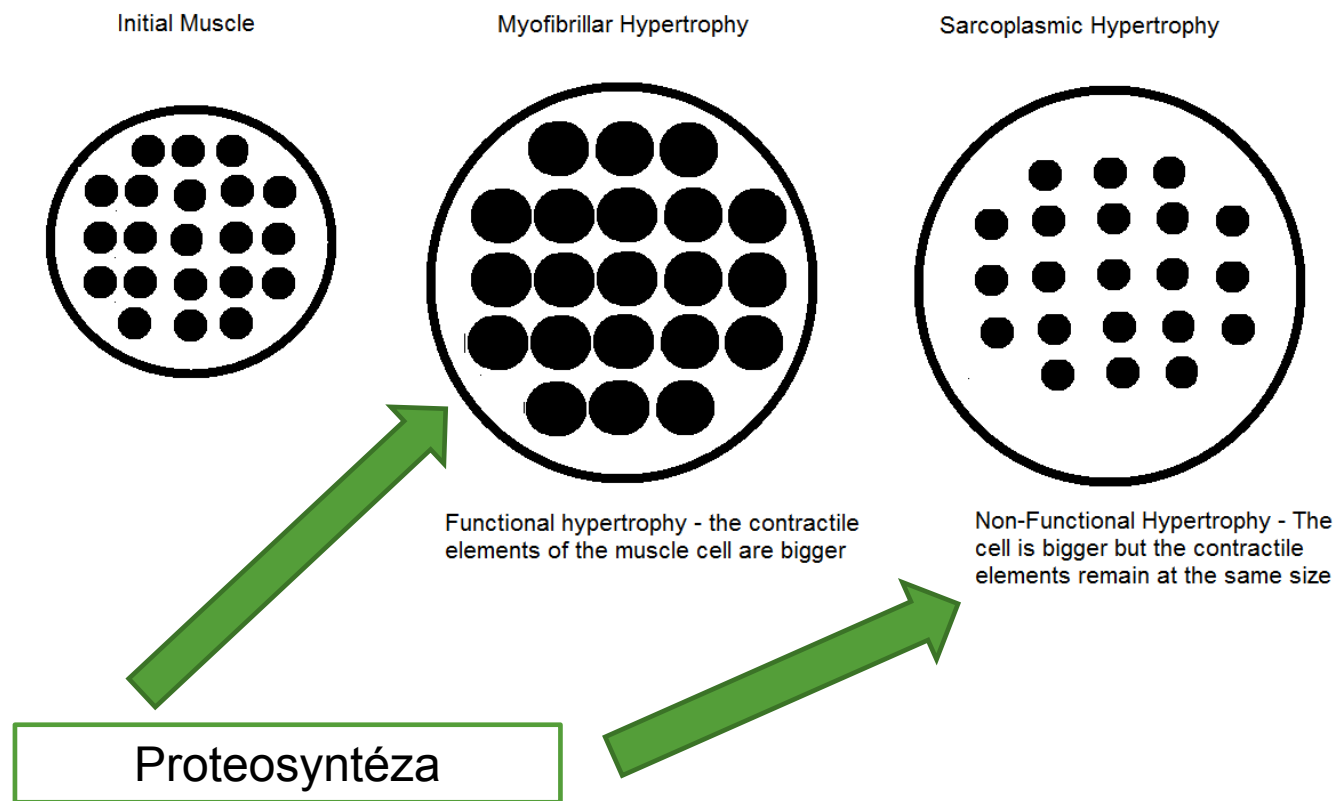 Initial Muscle
Myofibrillar Hypertrophy
Sarcoplasmic Hypertrophy
Functional hypertrophy - the contractile
elements of the muscle cell are bigger
Non-Functional Hypertrophy - The
cell is bigger but the contractile
elements remain at the same size
Proteosyntéza